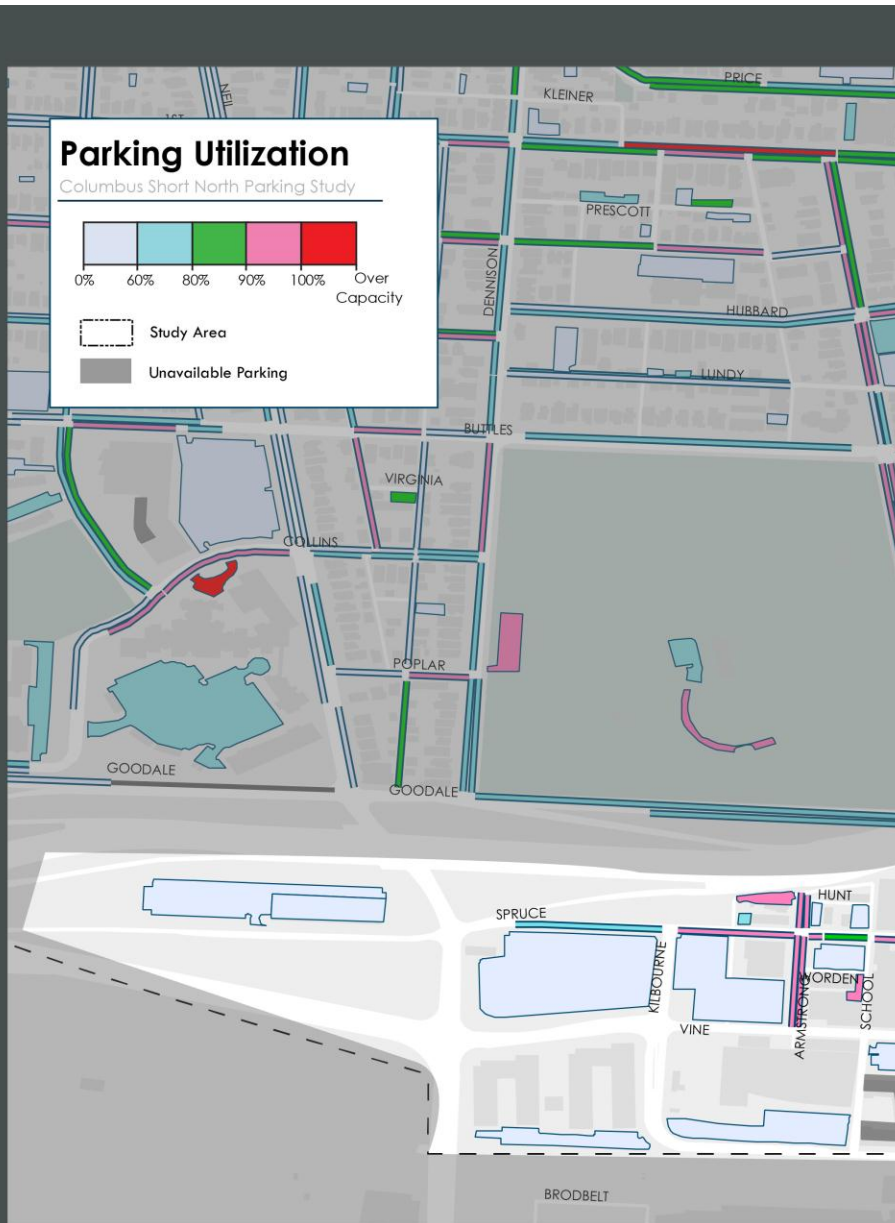 PRICE
KLEINER
NEIL
1ST
Parking Utilization
Columbus Short North Parking Study
0% 60% 80% 90% 100% Over
Capacity
Study Area
Unavailable Parking
PRESCOTT
DENNISON
HUBBARD
LUNDY
BUTTLES
VIRGINIA
COLLINS
POPLAR
GOODALE
GOODALE
HUNT
SPRUCE
KILBOURNE
WORDEN
ARMSTRONG
SCHOOL
VINE
BRODBELT